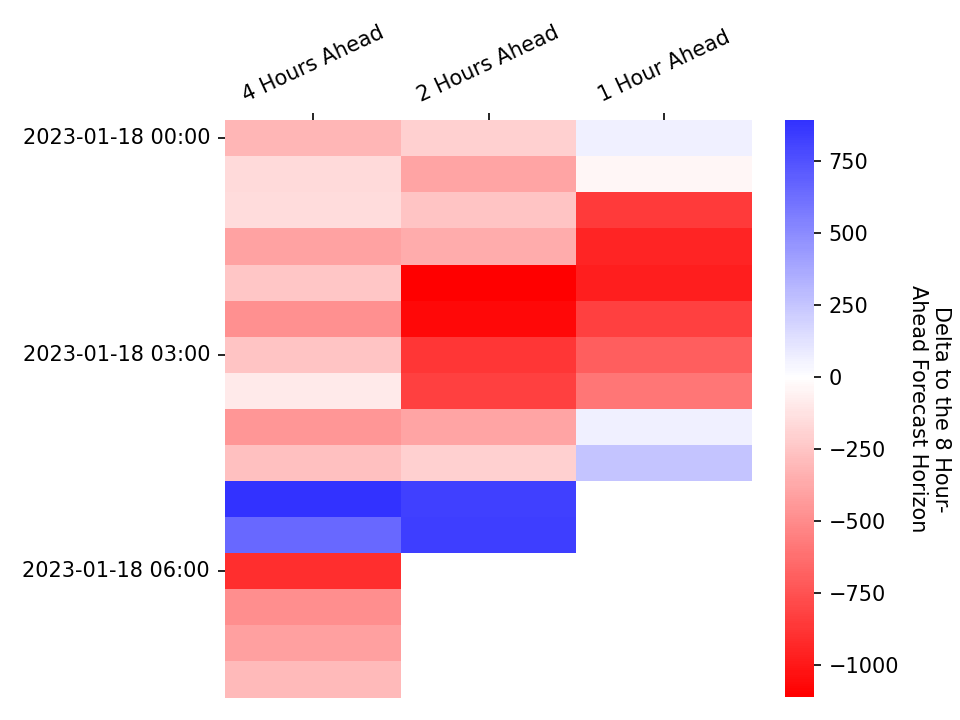 4 Hours Ahead
2 Hours Ahead
1 Hour Ahead
2023-01-18 00:00
2023-01-18 03:00
2023-01-18 06:00
750
500
250
0
−250
−500
−750
−1000
Delta to the 8 Hour-
Ahead Forecast Horizon